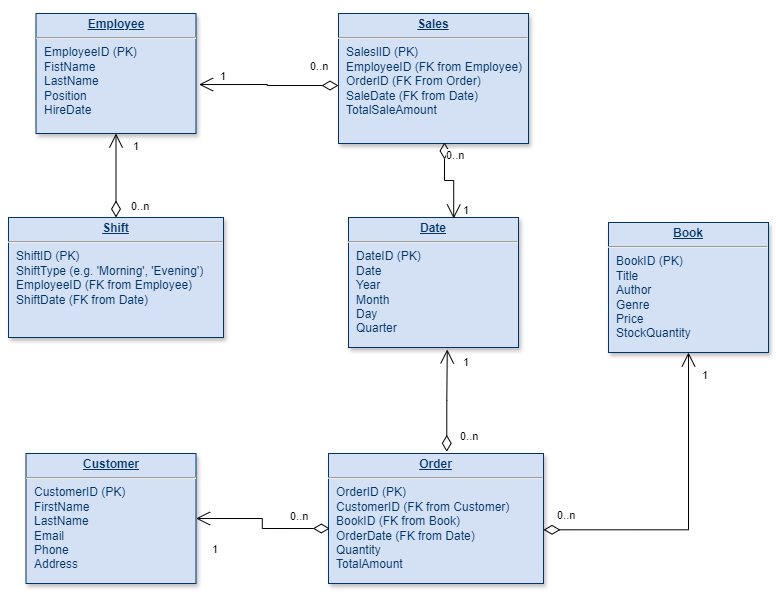 Employee
EmployeeID (PK)
FistName
LastName
Position
HireDate
Sales
SalesIID (PK)
EmployeeID (FK from Employee)
OrderID (FK From Order)
SaleDate (FK from Date)
TotalSaleAmount
1
0..n
1
0..n
0..n
1
Shift
ShiftID (PK)
ShiftType (e.g. 'Morning', 'Evening')
EmployeeID (FK from Employee)
ShiftDate (FK from Date)
Date
DateID (PK)
Date
Year
Month
Day
Quarter
Book
BookID (PK)
Title
Author
Genre
Price
StockQuantity
1
0..n
1
0..n
Customer
CustomerID (PK)
FirstName
LastName
Email
Phone
Address
0..n
1
Order
OrderID (PK)
CustomerID (FK from Customer)
BookID (FK from Book)
OrderDate (FK from Date)
Quantity
TotalAmount